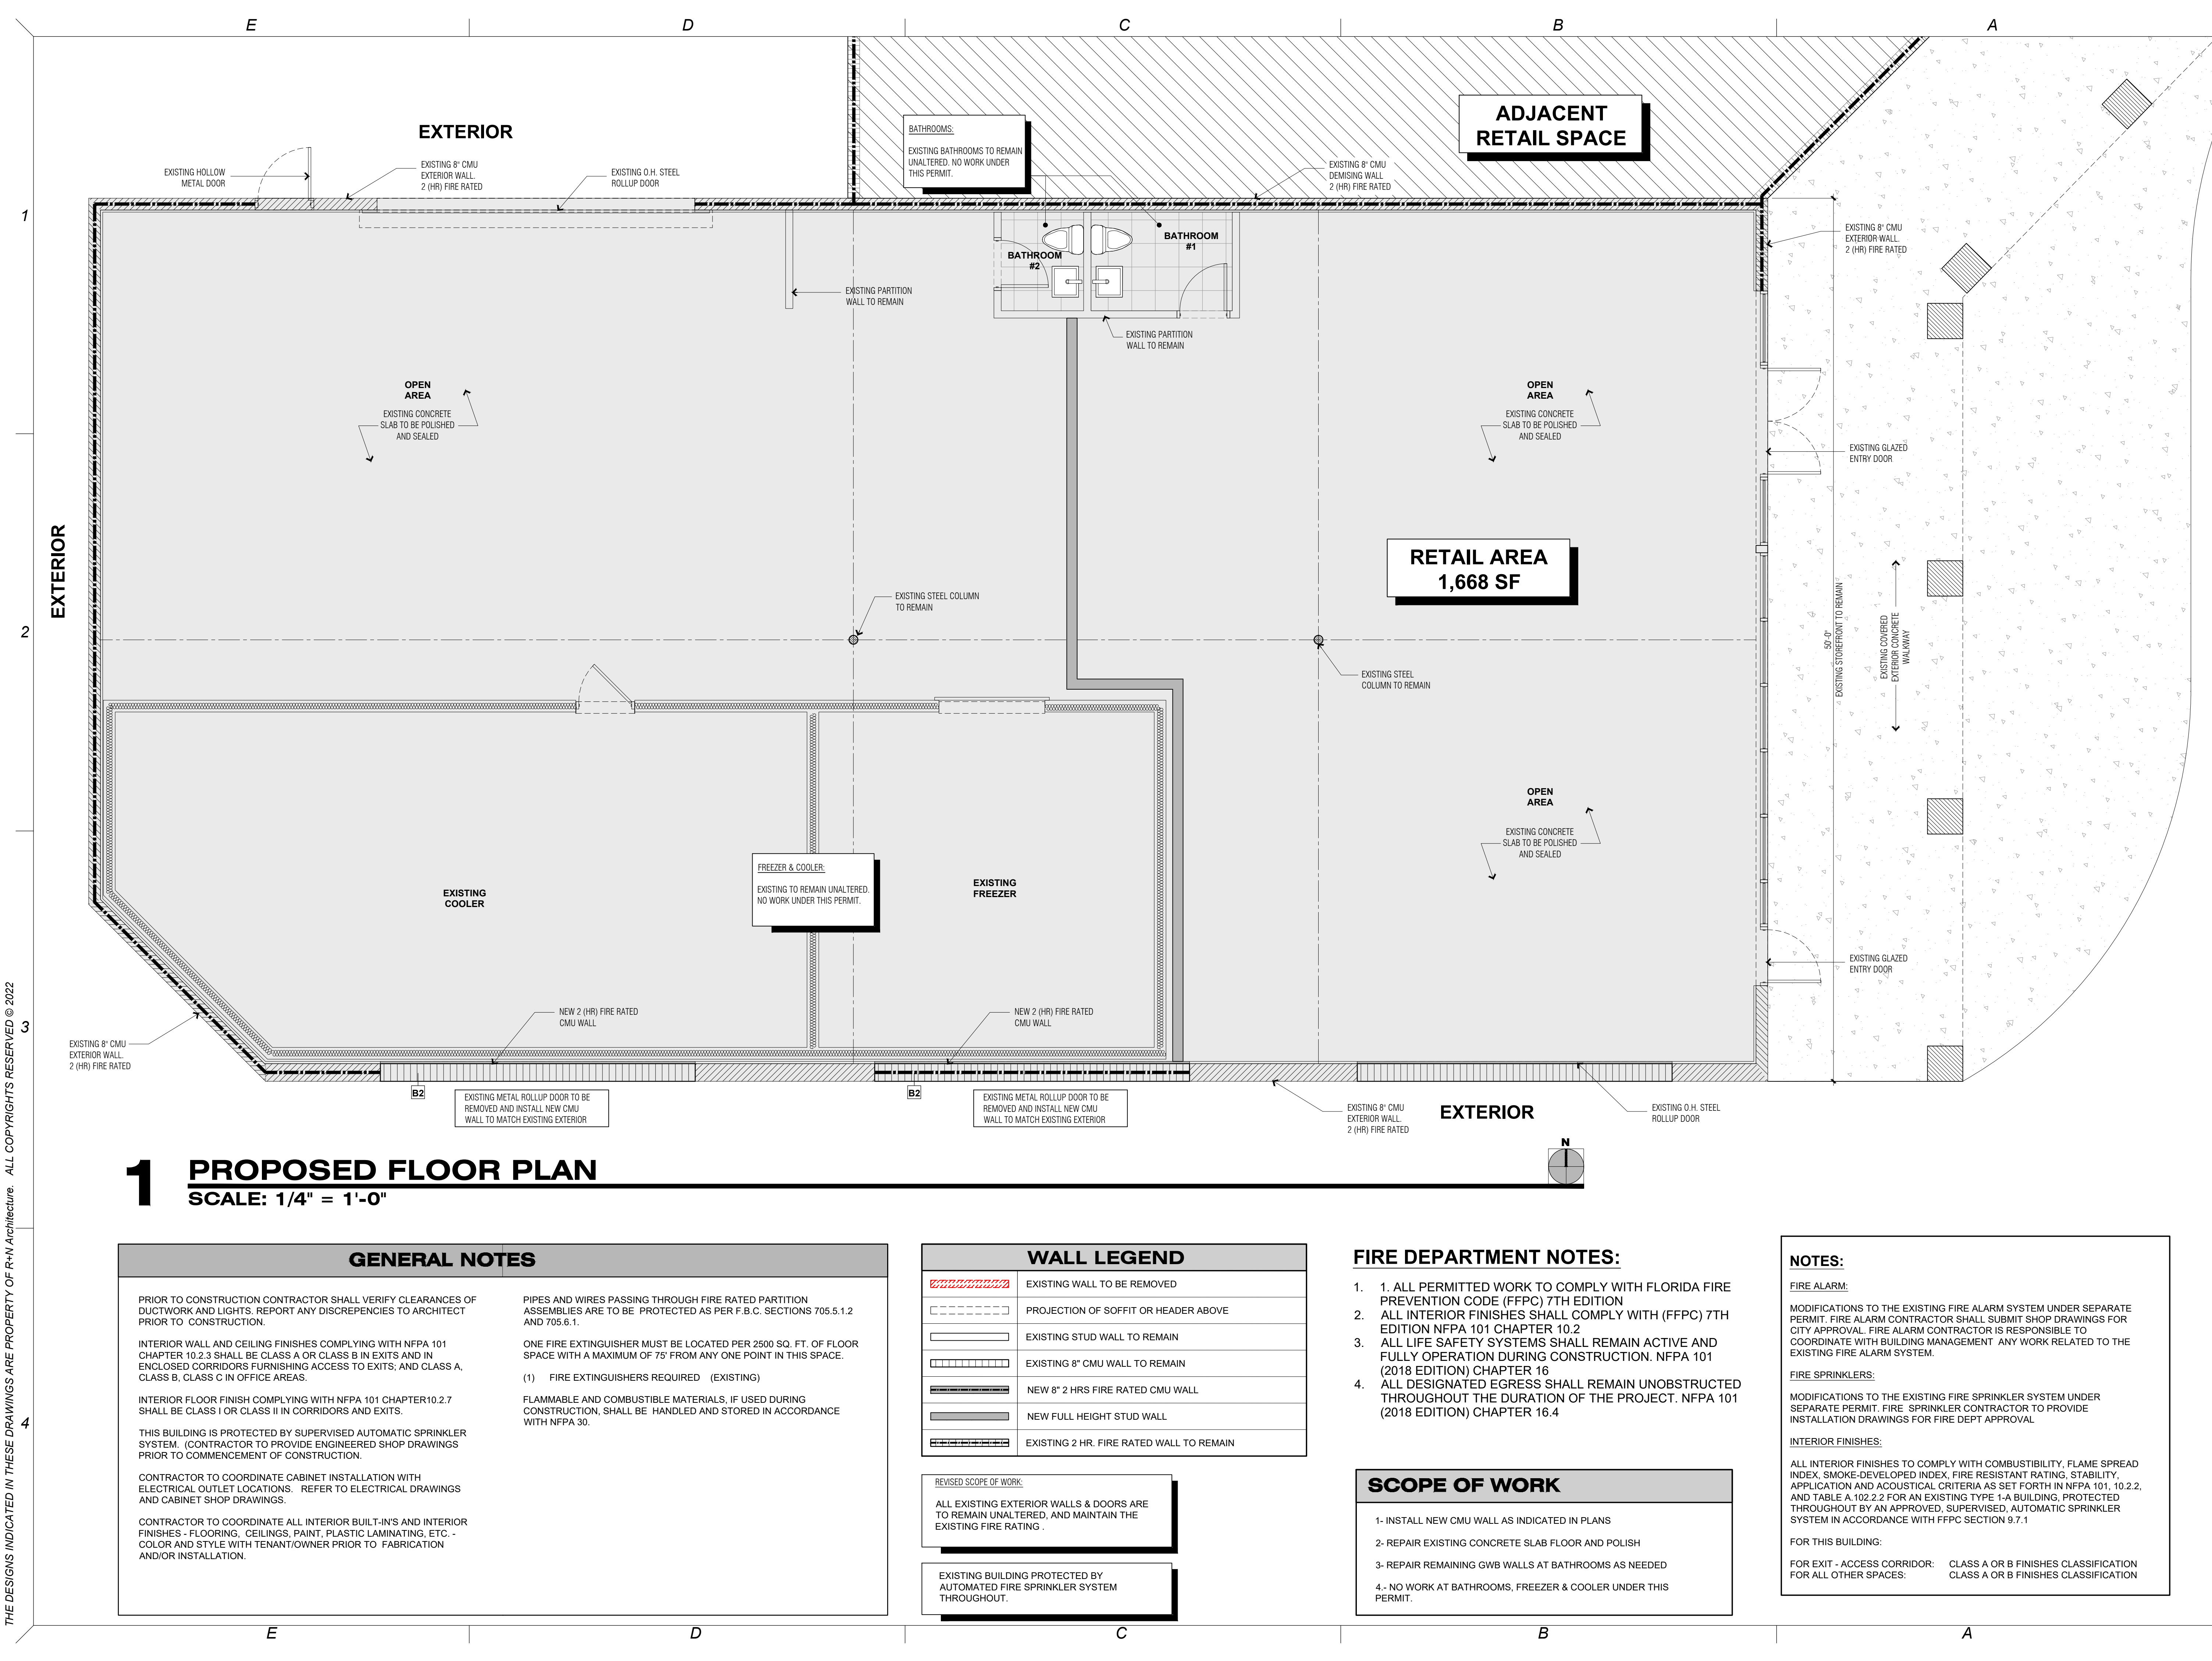 E
D
C
B
A
ADJACENT
RETAIL SPACE
EXTERIOR
BATHROOMS:
EXISTING BATHROOMS TO REMAIN
UNALTERED. NO WORK UNDER
THIS PERMIT.
EXISTING HOLLOW
METAL DOOR
EXISTING 8" CMU
EXTERIOR WALL.
2 (HR) FIRE RATED
EXISTING O.H. STEEL
ROLLUP DOOR
EXISTING 8" CMU
DEMISING WALL
2 (HR) FIRE RATED
1
BATHROOM
#2
BATHROOM
#1
EXISTING 8" CMU
EXTERIOR WALL.
2 (HR) FIRE RATED
EXISTING PARTITION
WALL TO REMAIN
EXISTING PARTITION
WALL TO REMAIN
OPEN
AREA
EXISTING CONCRETE
SLAB TO BE POLISHED
AND SEALED
OPEN
AREA
EXISTING CONCRETE
SLAB TO BE POLISHED
AND SEALED
EXISTING GLAZED
ENTRY DOOR
EXTERIOR
RETAIL AREA
1,668 SF
EXISTING STEEL COLUMN
TO REMAIN
2
50'-0"
EXISTING STOREFRONT TO REMAIN
EXISTING COVERED
EXTERIOR CONCRETE
WALKWAY
EXISTING STEEL
COLUMN TO REMAIN
OPEN
AREA
EXISTING CONCRETE
SLAB TO BE POLISHED
AND SEALED
FREEZER & COOLER:
EXISTING TO REMAIN UNALTERED.
NO WORK UNDER THIS PERMIT.
EXISTING
COOLER
EXISTING
FREEZER
EXISTING GLAZED
ENTRY DOOR
NEW 2 (HR) FIRE RATED
CMU WALL
NEW 2 (HR) FIRE RATED
CMU WALL
3
EXISTING 8" CMU
EXTERIOR WALL.
2 (HR) FIRE RATED
B2
EXISTING METAL ROLLUP DOOR TO BE
REMOVED AND INSTALL NEW CMU
WALL TO MATCH EXISTING EXTERIOR
B2
EXISTING METAL ROLLUP DOOR TO BE
REMOVED AND INSTALL NEW CMU
WALL TO MATCH EXISTING EXTERIOR
EXISTING 8" CMU
EXTERIOR WALL.
2 (HR) FIRE RATED
EXTERIOR
EXISTING O.H. STEEL
ROLLUP DOOR
N
1
PROPOSED FLOOR PLAN
SCALE: 1/4" = 1'-0"
THE DESIGNS INDICATED IN THESE DRAWINGS ARE PROPERTY OF R+N Architecture. ALL COPYRIGHTS RESERVED © 2022
4
GENERAL NOTES
PRIOR TO CONSTRUCTION CONTRACTOR SHALL VERIFY CLEARANCES OF
DUCTWORK AND LIGHTS. REPORT ANY DISCREPENCIES TO ARCHITECT
PRIOR TO CONSTRUCTION.
INTERIOR WALL AND CEILING FINISHES COMPLYING WITH NFPA 101
CHAPTER 10.2.3 SHALL BE CLASS A OR CLASS B IN EXITS AND IN
ENCLOSED CORRIDORS FURNISHING ACCESS TO EXITS; AND CLASS A,
CLASS B, CLASS C IN OFFICE AREAS.
INTERIOR FLOOR FINISH COMPLYING WITH NFPA 101 CHAPTER10.2.7
SHALL BE CLASS I OR CLASS II IN CORRIDORS AND EXITS.
THIS BUILDING IS PROTECTED BY SUPERVISED AUTOMATIC SPRINKLER
SYSTEM. (CONTRACTOR TO PROVIDE ENGINEERED SHOP DRAWINGS
PRIOR TO COMMENCEMENT OF CONSTRUCTION.
CONTRACTOR TO COORDINATE CABINET INSTALLATION WITH
ELECTRICAL OUTLET LOCATIONS. REFER TO ELECTRICAL DRAWINGS
AND CABINET SHOP DRAWINGS.
CONTRACTOR TO COORDINATE ALL INTERIOR BUILT-IN'S AND INTERIOR
FINISHES - FLOORING, CEILINGS, PAINT, PLASTIC LAMINATING, ETC. -
COLOR AND STYLE WITH TENANT/OWNER PRIOR TO FABRICATION
AND/OR INSTALLATION.
PIPES AND WIRES PASSING THROUGH FIRE RATED PARTITION
ASSEMBLIES ARE TO BE PROTECTED AS PER F.B.C. SECTIONS 705.5.1.2
AND 705.6.1.
ONE FIRE EXTINGUISHER MUST BE LOCATED PER 2500 SQ. FT. OF FLOOR
SPACE WITH A MAXIMUM OF 75' FROM ANY ONE POINT IN THIS SPACE.
(1) FIRE EXTINGUISHERS REQUIRED (EXISTING)
FLAMMABLE AND COMBUSTIBLE MATERIALS, IF USED DURING
CONSTRUCTION, SHALL BE HANDLED AND STORED IN ACCORDANCE
WITH NFPA 30.
WALL LEGEND
EXISTING WALL TO BE REMOVED
PROJECTION OF SOFFIT OR HEADER ABOVE
EXISTING STUD WALL TO REMAIN
EXISTING 8" CMU WALL TO REMAIN
NEW 8" 2 HRS FIRE RATED CMU WALL
NEW FULL HEIGHT STUD WALL
EXISTING 2 HR. FIRE RATED WALL TO REMAIN
REVISED SCOPE OF WORK:
ALL EXISTING EXTERIOR WALLS & DOORS ARE
TO REMAIN UNALTERED, AND MAINTAIN THE
EXISTING FIRE RATING .
EXISTING BUILDING PROTECTED BY
AUTOMATED FIRE SPRINKLER SYSTEM
THROUGHOUT.
FIRE DEPARTMENT NOTES:
1. 1. ALL PERMITTED WORK TO COMPLY WITH FLORIDA FIRE
PREVENTION CODE (FFPC) 7TH EDITION
2. ALL INTERIOR FINISHES SHALL COMPLY WITH (FFPC) 7TH
EDITION NFPA 101 CHAPTER 10.2
3. ALL LIFE SAFETY SYSTEMS SHALL REMAIN ACTIVE AND
FULLY OPERATION DURING CONSTRUCTION. NFPA 101
(2018 EDITION) CHAPTER 16
4. ALL DESIGNATED EGRESS SHALL REMAIN UNOBSTRUCTED
THROUGHOUT THE DURATION OF THE PROJECT. NFPA 101
(2018 EDITION) CHAPTER 16.4
SCOPE OF WORK
1- INSTALL NEW CMU WALL AS INDICATED IN PLANS
2- REPAIR EXISTING CONCRETE SLAB FLOOR AND POLISH
3- REPAIR REMAINING GWB WALLS AT BATHROOMS AS NEEDED
4.- NO WORK AT BATHROOMS, FREEZER & COOLER UNDER THIS
PERMIT.
NOTES:
FIRE ALARM:
MODIFICATIONS TO THE EXISTING FIRE ALARM SYSTEM UNDER SEPARATE
PERMIT. FIRE ALARM CONTRACTOR SHALL SUBMIT SHOP DRAWINGS FOR
CITY APPROVAL. FIRE ALARM CONTRACTOR IS RESPONSIBLE TO
COORDINATE WITH BUILDING MANAGEMENT ANY WORK RELATED TO THE
EXISTING FIRE ALARM SYSTEM.
FIRE SPRINKLERS:
MODIFICATIONS TO THE EXISTING FIRE SPRINKLER SYSTEM UNDER
SEPARATE PERMIT. FIRE SPRINKLER CONTRACTOR TO PROVIDE
INSTALLATION DRAWINGS FOR FIRE DEPT APPROVAL
INTERIOR FINISHES:
ALL INTERIOR FINISHES TO COMPLY WITH COMBUSTIBILITY, FLAME SPREAD
INDEX, SMOKE-DEVELOPED INDEX, FIRE RESISTANT RATING, STABILITY,
APPLICATION AND ACOUSTICAL CRITERIA AS SET FORTH IN NFPA 101, 10.2.2,
AND TABLE A.102.2.2 FOR AN EXISTING TYPE 1-A BUILDING, PROTECTED
THROUGHOUT BY AN APPROVED, SUPERVISED, AUTOMATIC SPRINKLER
SYSTEM IN ACCORDANCE WITH FFPC SECTION 9.7.1
FOR THIS BUILDING:
FOR EXIT - ACCESS CORRIDOR: CLASS A OR B FINISHES CLASSIFICATION
FOR ALL OTHER SPACES: CLASS A OR B FINISHES CLASSIFICATION
E
D
C
B
A